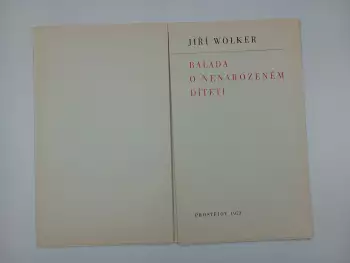 JIŘÍ WOLKER
BALADA
O NENAROZENÉM
DÍTĚTI
PROSTĚJOV